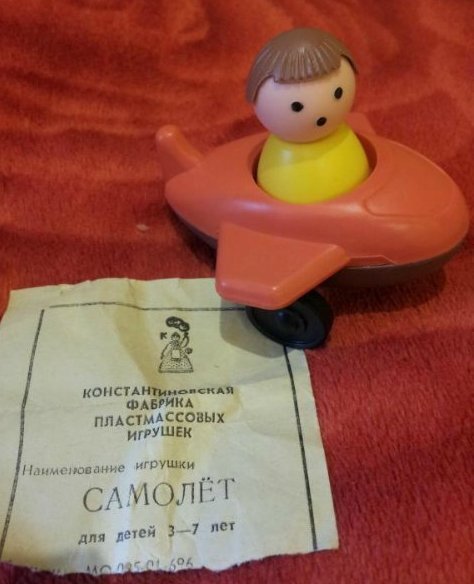 К
КОНСТАНТИНОВСКАЯ
ФАБРИКА
ПЛАСТМАССОВЫХ
ИГРУШЕК
Наименование игрушки
САМОЛЁТ
для детей 3—7 лет